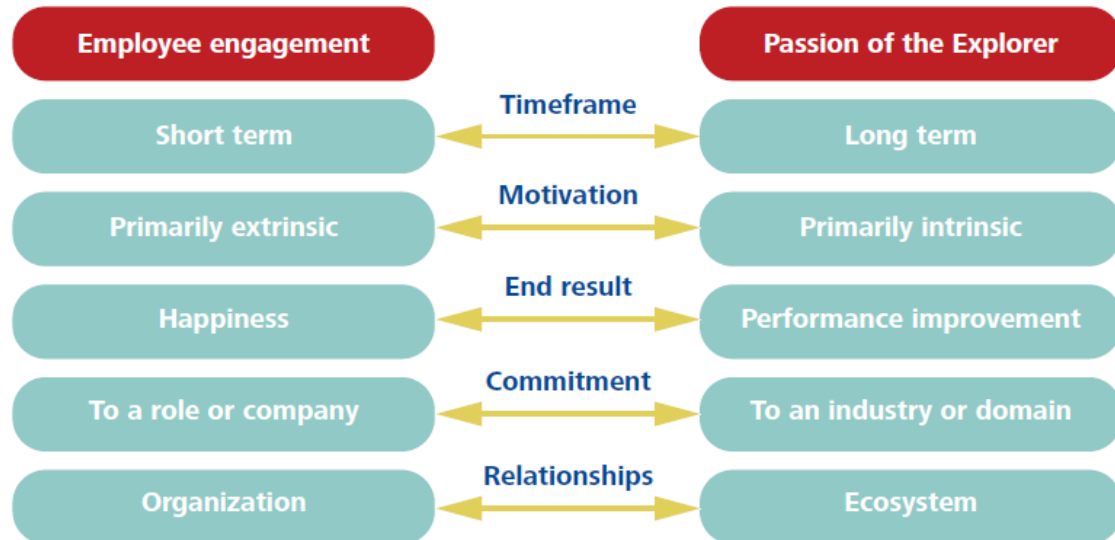 Employee engagement
Passion of the Explorer
Timeframe
Short term
Long term
Motivation
Primarily extrinsic
Primarily intrinsic
End result
Happiness
Performance improvement
Commitment
To a role or company
To an industry or domain
Relationships
Organization
Ecosystem